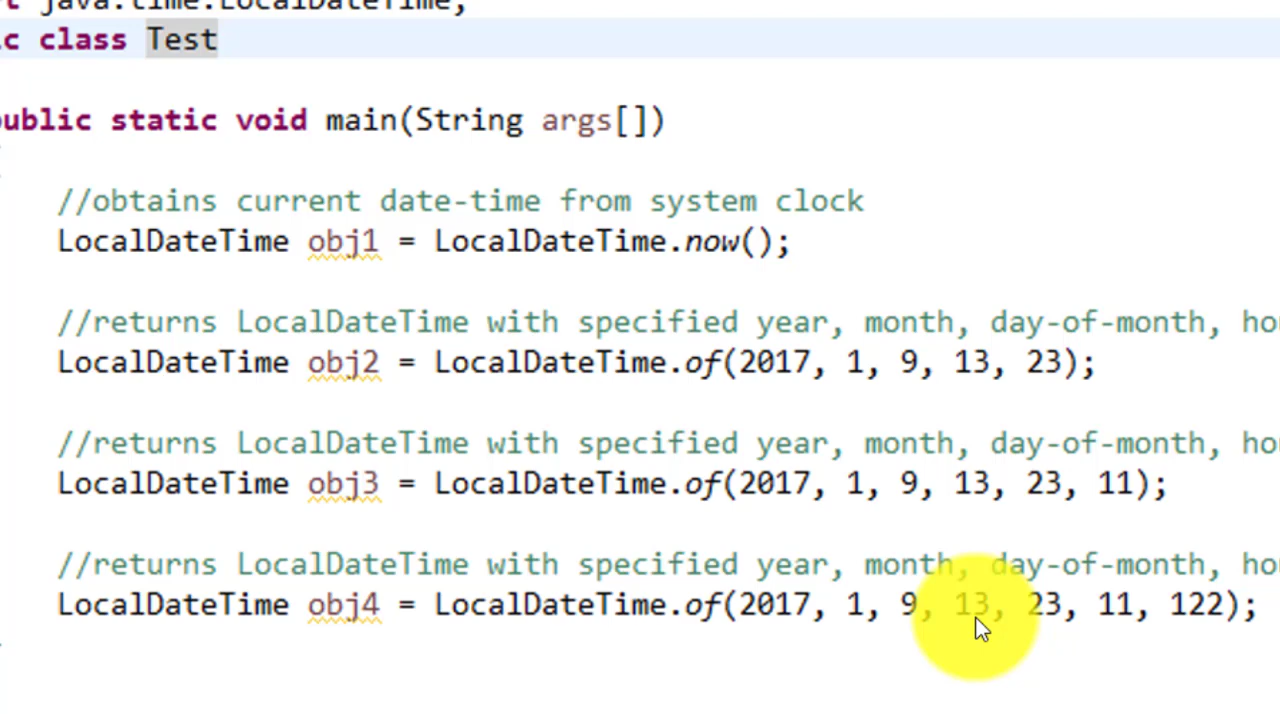 java.time.LocalDateTime;
class Test
public static void main(String args[])
//obtains current date-time from system clock
LocalDateTime obj1 = LocalDateTime.now();
//returns LocalDateTime with specified year, month, day-of-month, ho
LocalDateTime obj2 = LocalDateTime.of(2017, 1, 9, 13, 23);
//returns LocalDateTime with specified year, month, day-of-month, ho
LocalDateTime obj3 = LocalDateTime.of(2017, 1, 9, 13, 23, 11);
//returns LocalDateTime with specified year, month, day-of-month, ho
LocalDateTime obj4 = LocalDateTime.of(2017, 1, 9, 13, 23, 11, 122);